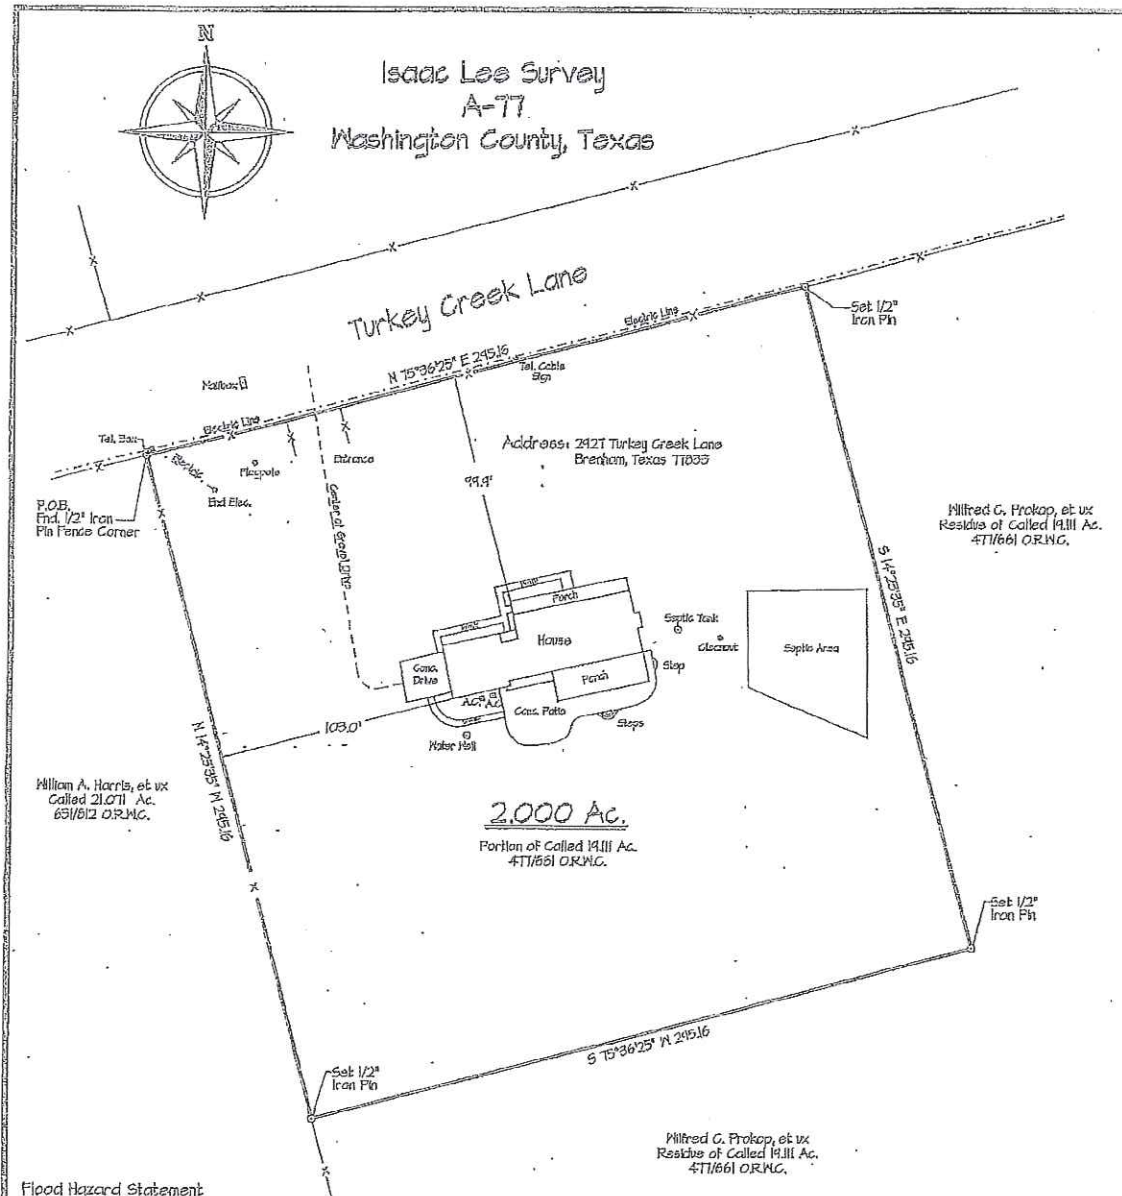 N
Isaac Lee Survey
A-77
Washington County, Texas
Turkey Creek Lane
Set 1/2"
Iron Pin
Electric Line
N 75°36'25" E 295.16
Tel. Cable
Sign
Mailbox
Electric Line
Tel. Box
Electric
Flagpole
Entrance
End Elec.
Address: 2927 Turkey Creek Lane
Brenham, Texas 77833
99.9'
P.O.B.
Fnd. 1/2" Iron
Pin Fence Corner
Center of Gravel Drive
Wilfred C. Prokop, et ux
Residue of Called 19.111 Ac.
477/661 O.R.W.C.
S 14°23'35" E 295.16
Porch
House
Septic Tank
Cleanout
Septic Area
Conc.
Drive
Porch
Step
A.C.
A.C.
Conc. Patio
Steps
Water Well
103.0'
N 14°23'35" W 295.16
William A. Harris, et ux
Called 21.071 Ac.
651/812 O.R.W.C.
2.000 Ac.
Portion of Called 19.111 Ac.
477/661 O.R.W.C.
Set 1/2"
Iron Pin
S 75°36'25" W 295.16
Set 1/2"
Iron Pin
Wilfred C. Prokop, et ux
Residue of Called 19.111 Ac.
477/661 O.R.W.C.
Flood Hazard Statement